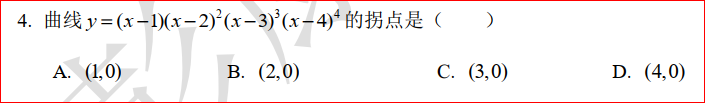 4. 曲线 y=(x−1)(x−2)²(x−3)³(x−4)⁴ 的拐点是（　　）
A. (1,0)　　B. (2,0)　　C. (3,0)　　D. (4,0)